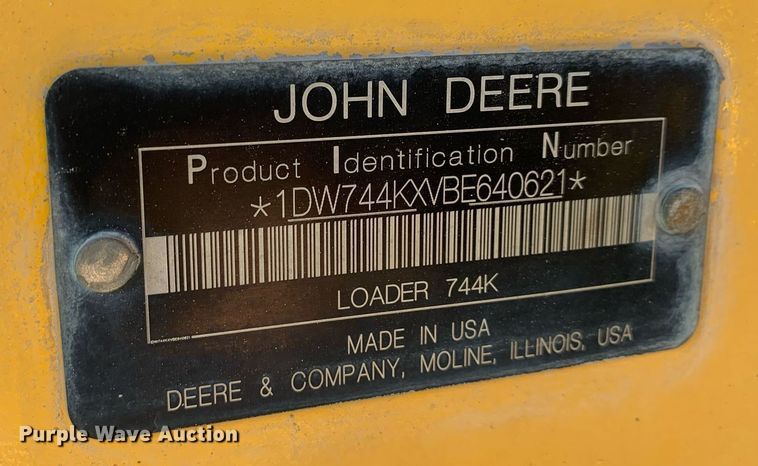 JOHN DEERE
Product Identification Number
*1DW744KXVBE640621*
LOADER 744K
MADE IN USA
DEERE & COMPANY, MOLINE, ILLINOIS, USA
Purple Wave Auction